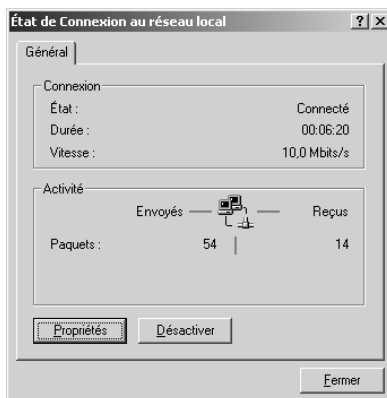 État de Connexion au réseau local
Général
Connexion
État : Connecté
Durée : 00:06:20
Vitesse : 10,0 Mbits/s
Activité
Envoyés Reçus
Paquets : 54 14
Propriétés Désactiver
Fermer